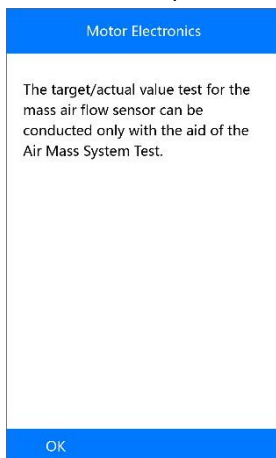 Motor Electronics
The target/actual value test for the
mass air flow sensor can be
conducted only with the aid of the
Air Mass System Test.
OK